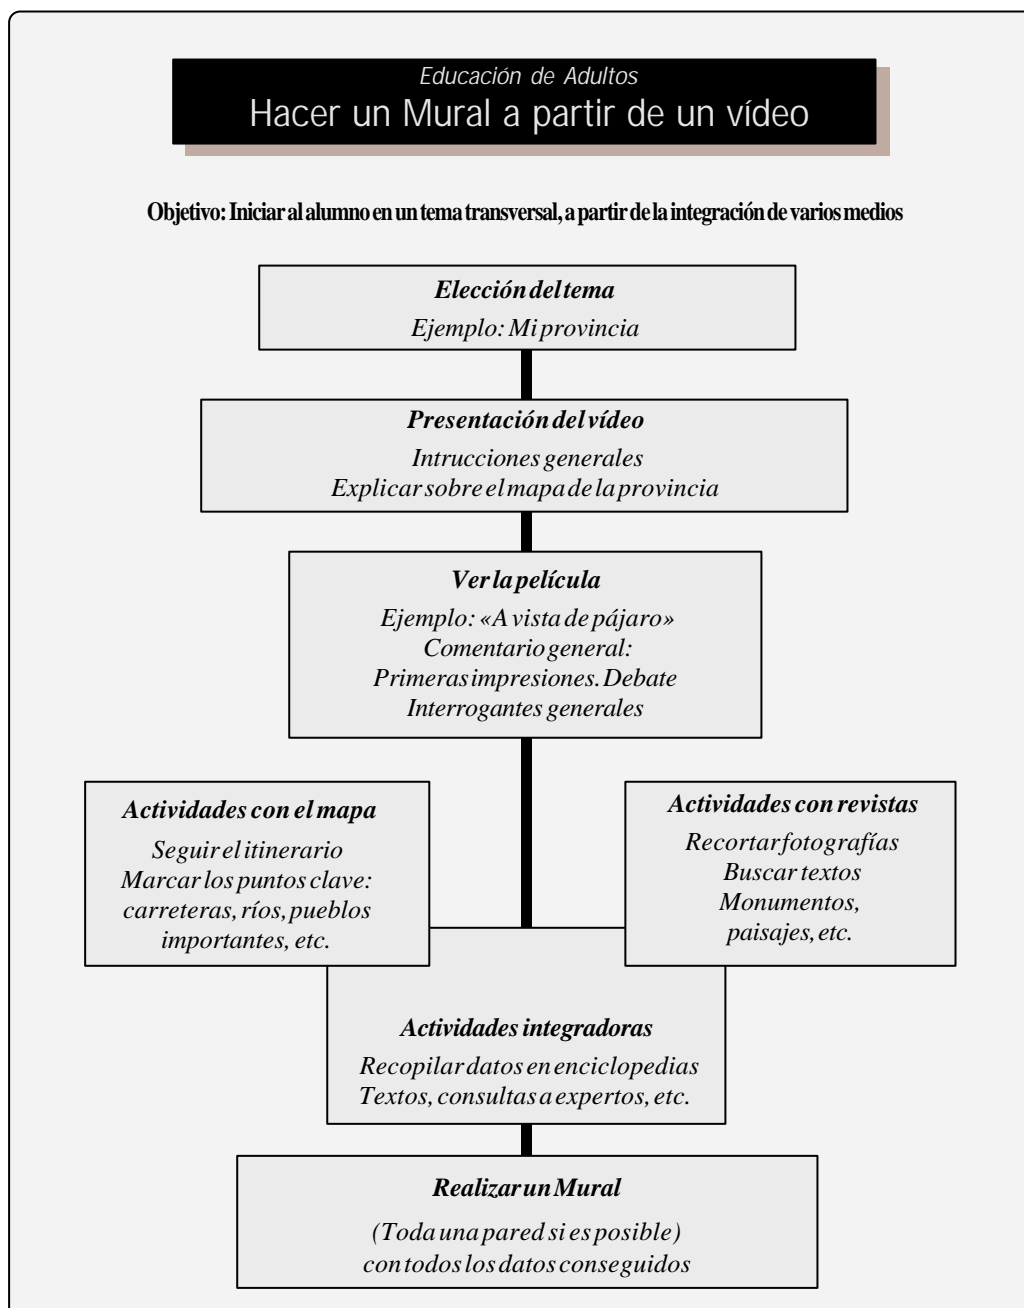 Educación de Adultos
Hacer un Mural a partir de un vídeo
Objetivo: Iniciar al alumno en un tema transversal, a partir de la integración de varios medios
Elección del tema
Ejemplo: Mi provincia
Presentación del vídeo
Intrucciones generales
Explicar sobre el mapa de la provincia
Ver la película
Ejemplo: «A vista de pájaro»
Comentario general:
Primeras impresiones. Debate
Interrogantes generales
Actividades con el mapa
Seguir el itinerario
Marcar los puntos clave:
carreteras, ríos, pueblos
importantes, etc.
Actividades con revistas
Recortar fotografías
Buscar textos
Monumentos,
paisajes, etc.
Actividades integradoras
Recopilar datos en enciclopedias
Textos, consultas a expertos, etc.
Realizar un Mural
(Toda una pared si es posible)
con todos los datos conseguidos